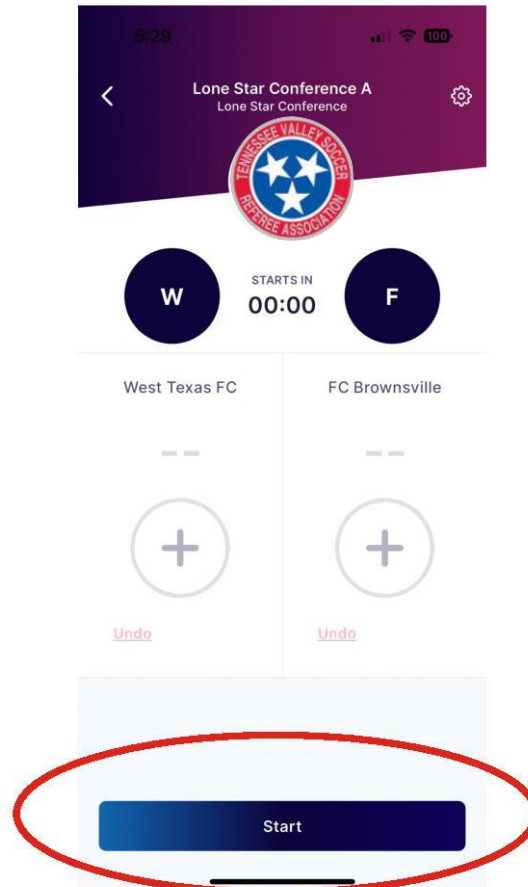 5:29
100
Lone Star Conference A
Lone Star Conference
TENNESSEE VALLEY SOCCER
REFEREE ASSOCIATION
W
STARTS IN
00:00
F
West Texas FC
FC Brownsville
-- --
+ +
Undo
Undo
Start